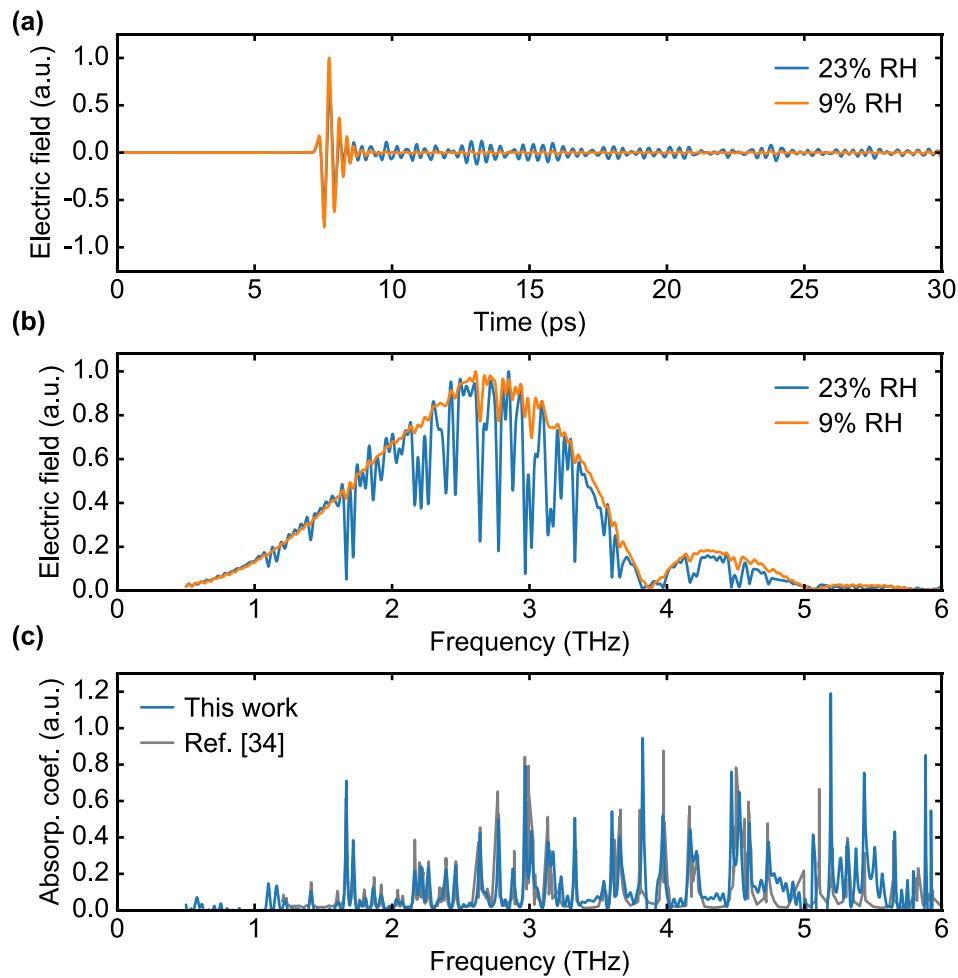 (a)
Electric field (a.u.)
1.0
0.5
0.0
-0.5
-1.0
23% RH
9% RH
0 5 10 15 20 25 30
Time (ps)
(b)
Electric field (a.u.)
1.0
0.8
0.6
0.4
0.2
0.0
23% RH
9% RH
0 1 2 3 4 5 6
Frequency (THz)
(c)
Absorp. coef. (a.u.)
1.2
1.0
0.8
0.6
0.4
0.2
0.0
This work
Ref. [34]
0 1 2 3 4 5 6
Frequency (THz)